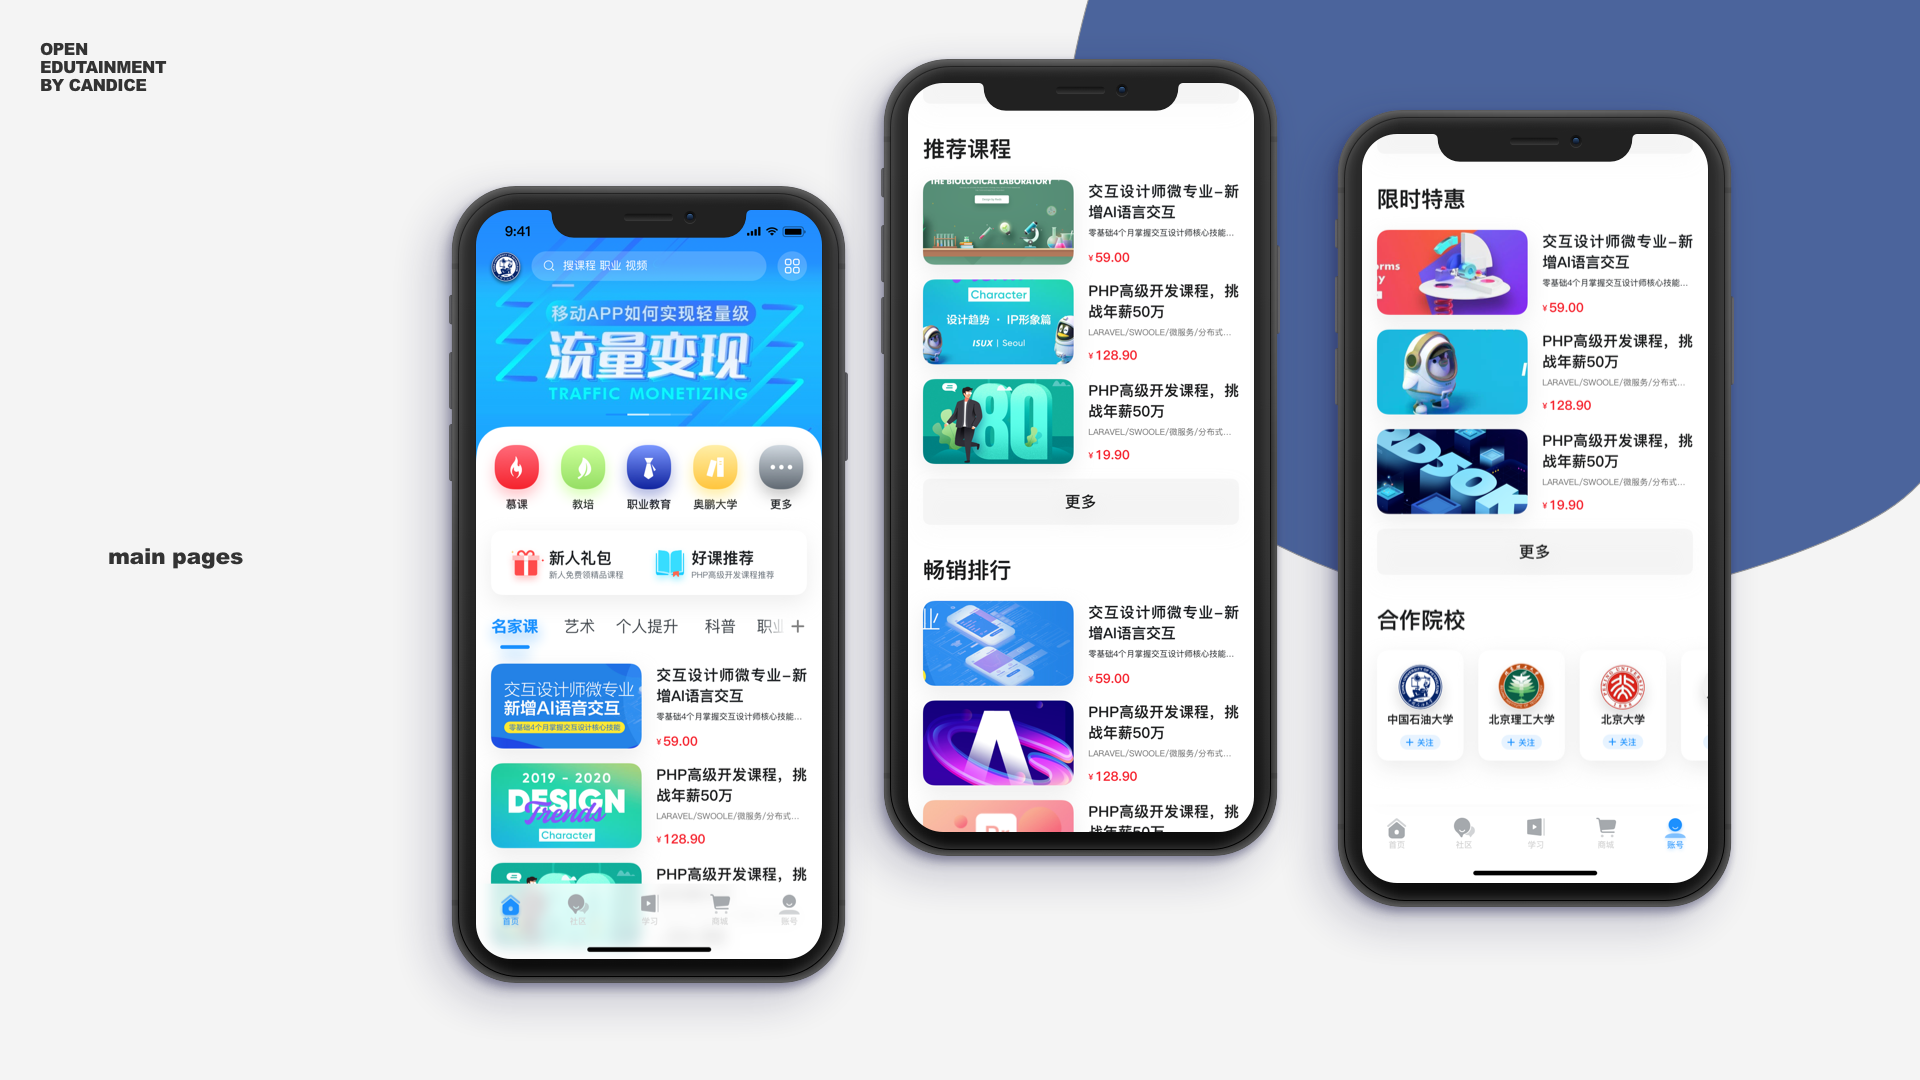 OPEN
EDUTAINMENT
BY CANDICE
main pages
9:41
搜课程 职业 视频
移动APP如何实现轻量级
流量变现
TRAFFIC MONETIZING
慕课
教培
职业教育
奥鹏大学
更多
新人礼包
新人免费领精品课程
好课推荐
PHP高级开发课程推荐
名家课
艺术
个人提升
科普
职业
交互设计师微专业
新增AI语音交互
零基础4个月掌握交互设计核心技能
交互设计师微专业-新
增AI语言交互
零基础4个月掌握交互设计师核心技能...
¥59.00
2019 - 2020
DESIGN
Trends
Character
PHP高级开发课程，挑
战年薪50万
LARAVEL/SWOOLE/微服务/分布式...
¥128.90
PHP高级开发课程，挑
首页
社区
学习
商城
账号
推荐课程
THE BIOLOGICAL LABORATORY
交互设计师微专业-新
增AI语言交互
零基础4个月掌握交互设计师核心技能...
¥59.00
Character
设计趋势 · IP形象篇
ISUX | Seoul
PHP高级开发课程，挑
战年薪50万
LARAVEL/SWOOLE/微服务/分布式...
¥128.90
80
PHP高级开发课程，挑
战年薪50万
LARAVEL/SWOOLE/微服务/分布式...
¥19.90
更多
畅销排行
交互设计师微专业-新
增AI语言交互
零基础4个月掌握交互设计师核心技能...
¥59.00
PHP高级开发课程，挑
战年薪50万
LARAVEL/SWOOLE/微服务/分布式...
¥128.90
PHP高级开发课程，挑
战年薪50万
限时特惠
交互设计师微专业-新
增AI语言交互
零基础4个月掌握交互设计师核心技能...
¥59.00
PHP高级开发课程，挑
战年薪50万
LARAVEL/SWOOLE/微服务/分布式...
¥128.90
PHP高级开发课程，挑
战年薪50万
LARAVEL/SWOOLE/微服务/分布式...
¥19.90
更多
合作院校
中国石油大学
+ 关注
北京理工大学
+ 关注
北京大学
+ 关注
首页
社区
学习
商城
账号